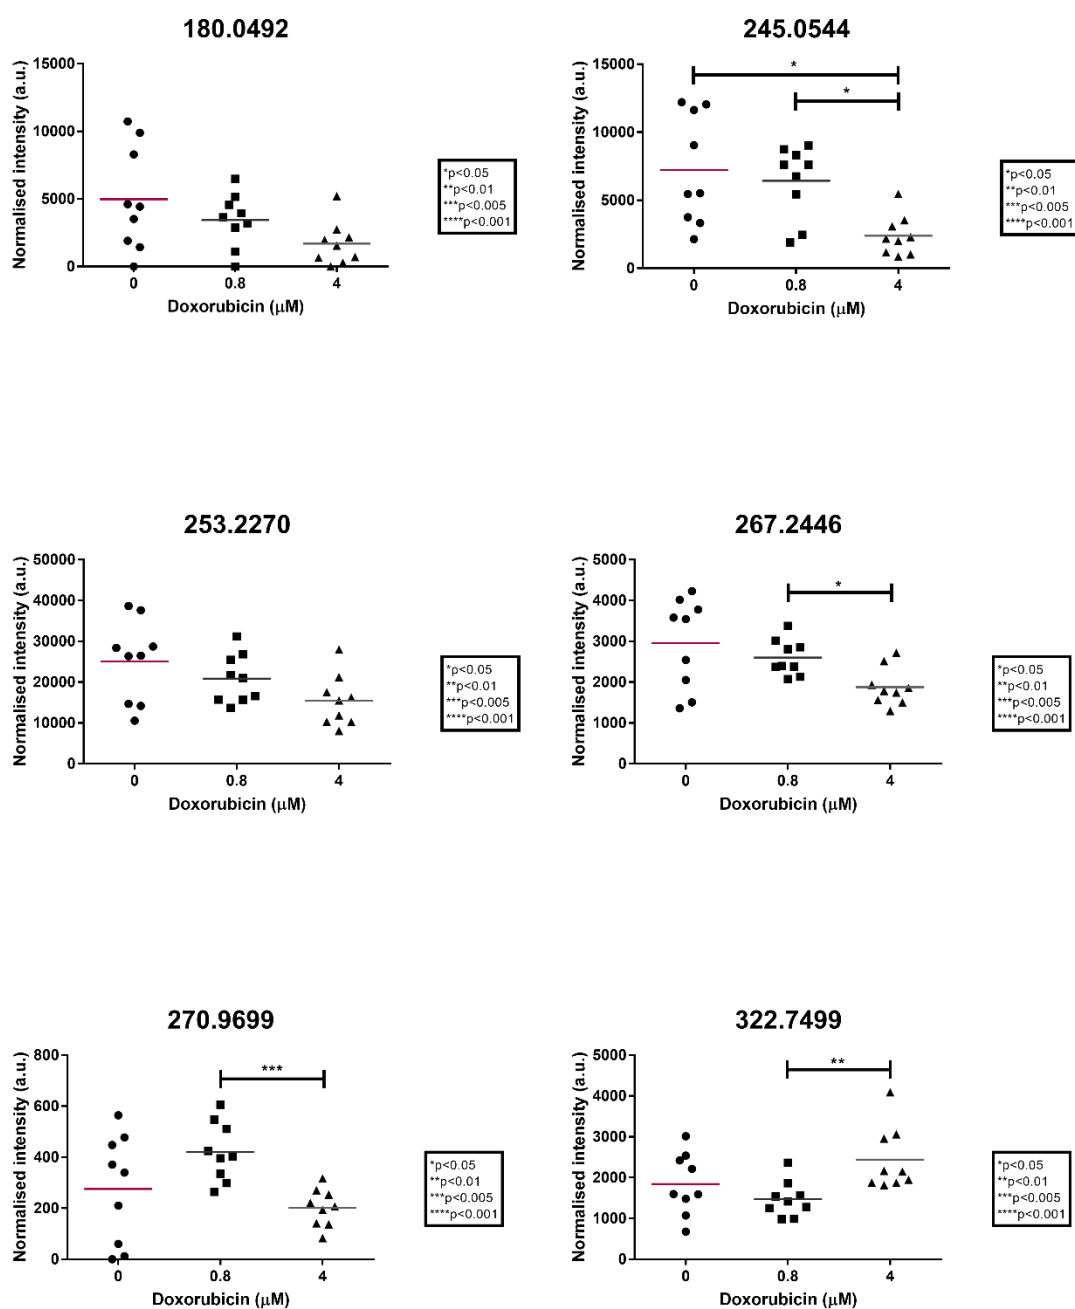 180.0492
Normalised intensity (a.u.)
15000
10000
5000
0
0 0.8 4
Doxorubicin (μM)
*p<0.05
**p<0.01
***p<0.005
****p<0.001
245.0544
Normalised intensity (a.u.)
15000
10000
5000
0
*
*
0 0.8 4
Doxorubicin (μM)
*p<0.05
**p<0.01
***p<0.005
****p<0.001
253.2270
Normalised intensity (a.u.)
50000
40000
30000
20000
10000
0
0 0.8 4
Doxorubicin (μM)
*p<0.05
**p<0.01
***p<0.005
****p<0.001
267.2446
Normalised intensity (a.u.)
5000
4000
3000
2000
1000
0
*
0 0.8 4
Doxorubicin (μM)
*p<0.05
**p<0.01
***p<0.005
****p<0.001
270.9699
Normalised intensity (a.u.)
800
600
400
200
0
***
0 0.8 4
Doxorubicin (μM)
*p<0.05
**p<0.01
***p<0.005
****p<0.001
322.7499
Normalised intensity (a.u.)
5000
4000
3000
2000
1000
0
**
0 0.8 4
Doxorubicin (μM)
*p<0.05
**p<0.01
***p<0.005
****p<0.001